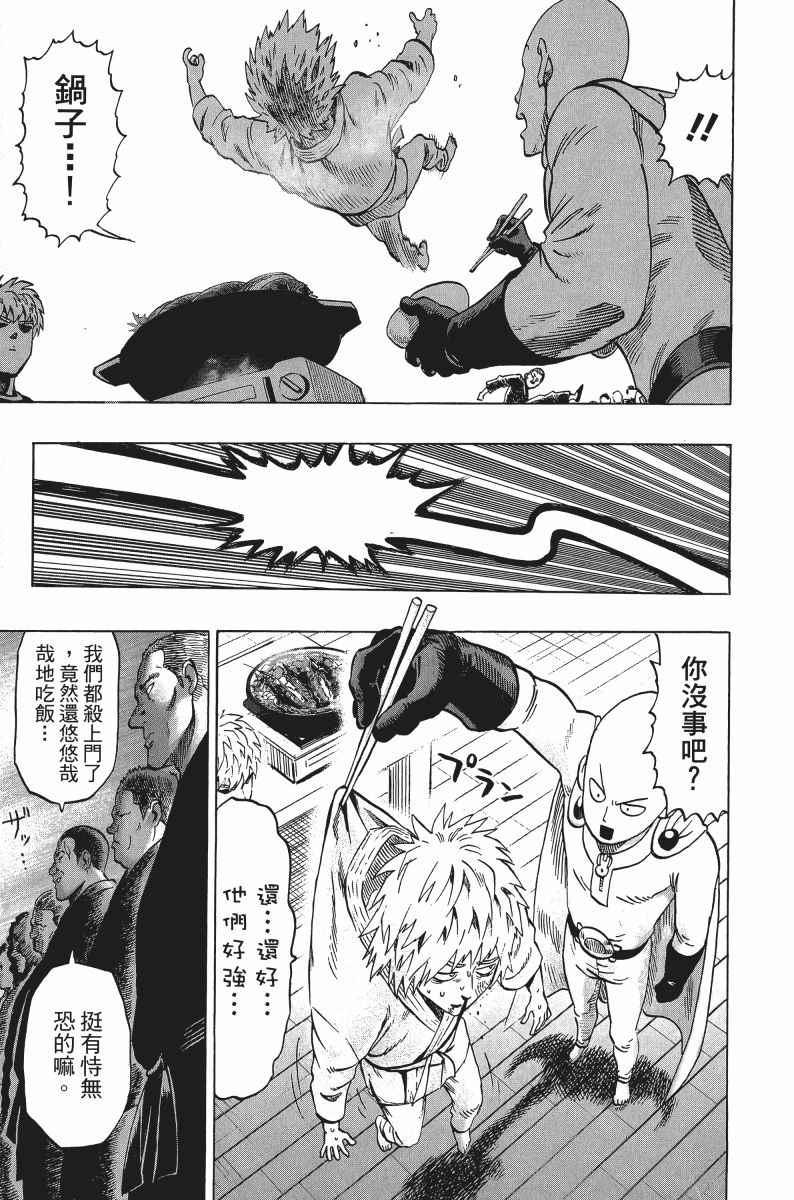 !!
鍋子…！
你沒事吧？
プラン
還…還好…
他們好強…
我們都殺上門了
，竟然還悠悠哉
哉地吃飯…
ザッ…
挺有恃無
恐的嘛。